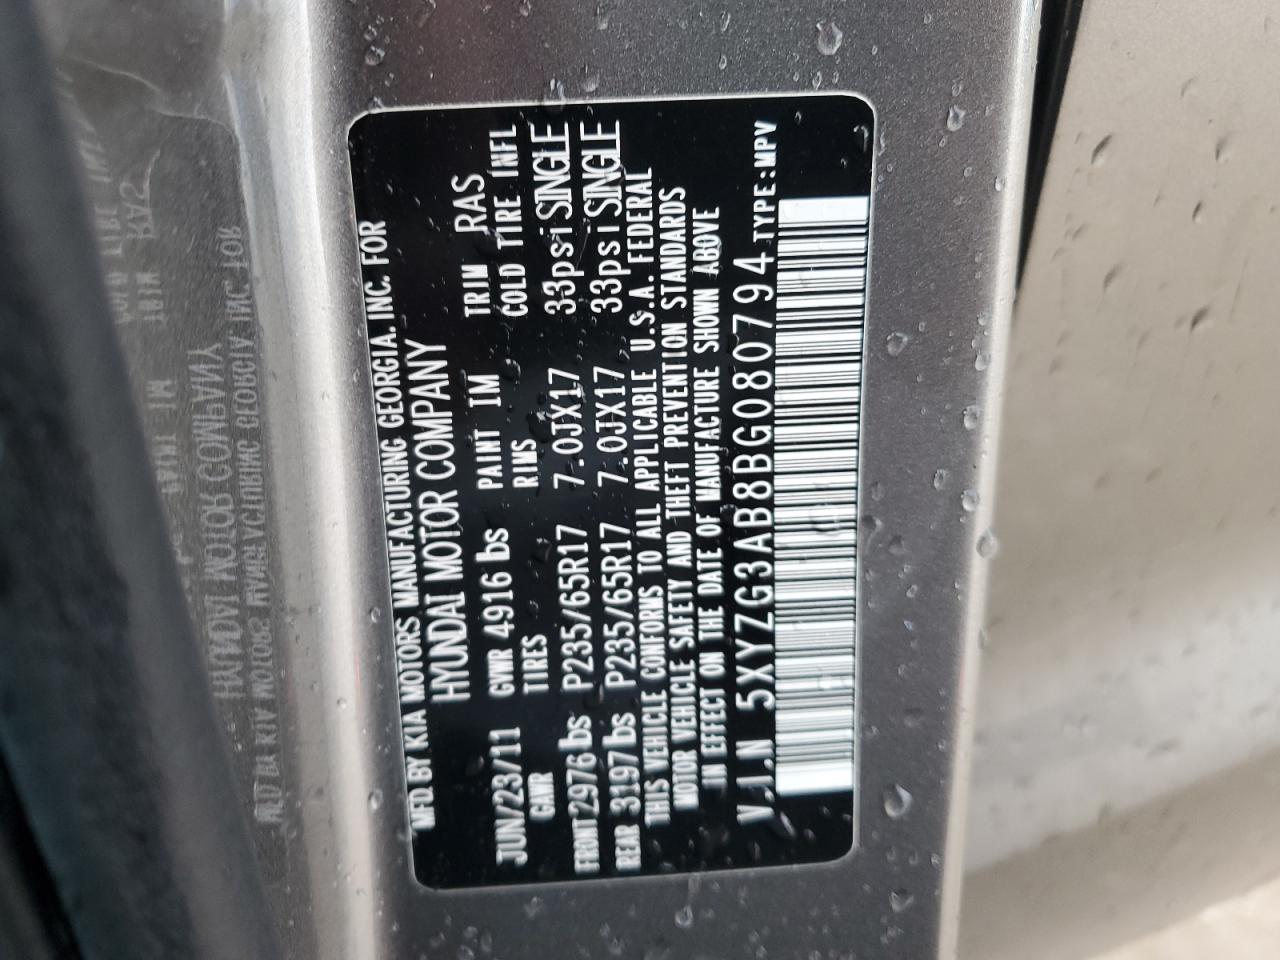 MFD. BY KIA MOTORS MANUFACTURING GEORGIA. INC. FOR
HYUNDAI MOTOR COMPANY
JUN/23/11 GVWR 4916 lbs PAINT IM TRIM RAS
GAWR TIRES RIMS COLD TIRE INFL
FRONT 2976 lbs P235/65R17 7.0JX17 33psi SINGLE
REAR 3197 lbs P235/65R17 7.0JX17 33psi SINGLE
THIS VEHICLE CONFORMS TO ALL APPLICABLE U.S.A. FEDERAL
MOTOR VEHICLE SAFETY AND THEFT PREVENTION STANDARDS
IN EFFECT ON THE DATE OF MANUFACTURE SHOWN ABOVE
V.I.N 5XYZG3AB8BG080794 TYPE:MPV